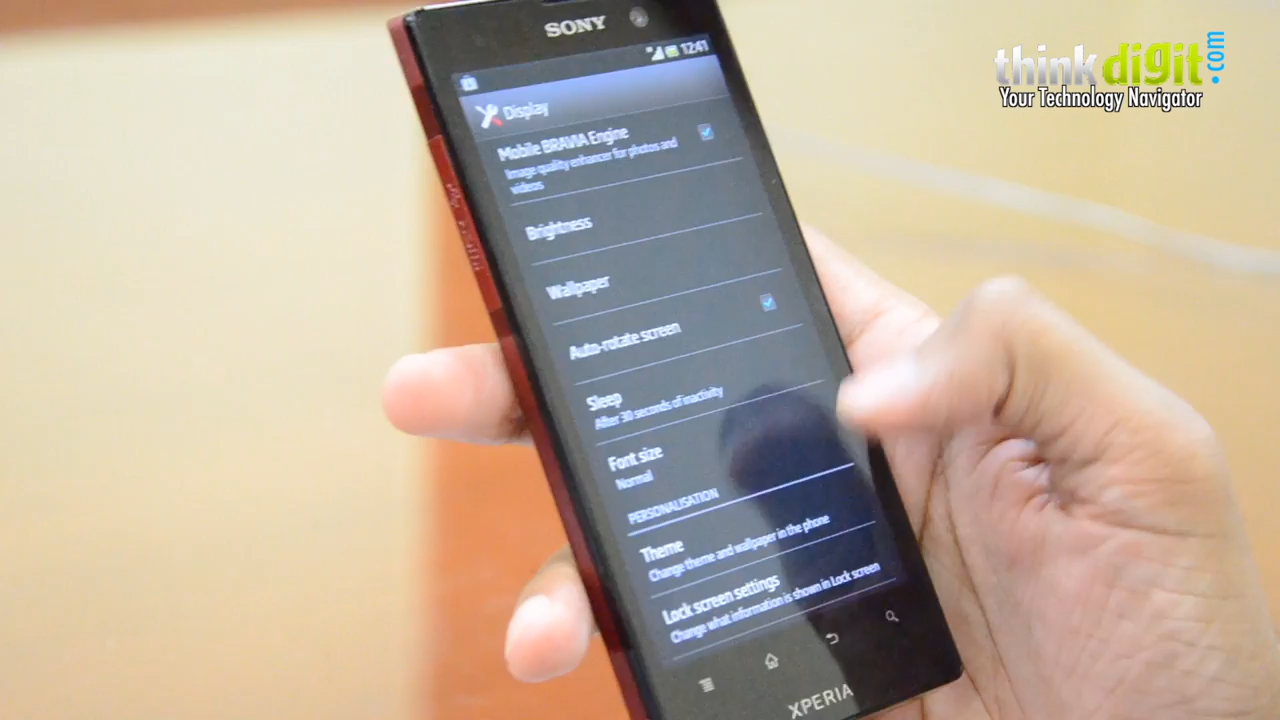 SONY
12:41
thinkdigit.com
Your Technology Navigator
Display
Mobile BRAVIA Engine
Image quality enhancer for photos and
videos
Brightness
Wallpaper
Auto-rotate screen
Sleep
After 30 seconds of inactivity
Font size
Normal
PERSONALISATION
Theme
Change theme and wallpaper in the phone
Lock screen settings
Change what information is shown in Lock screen
XPERIA